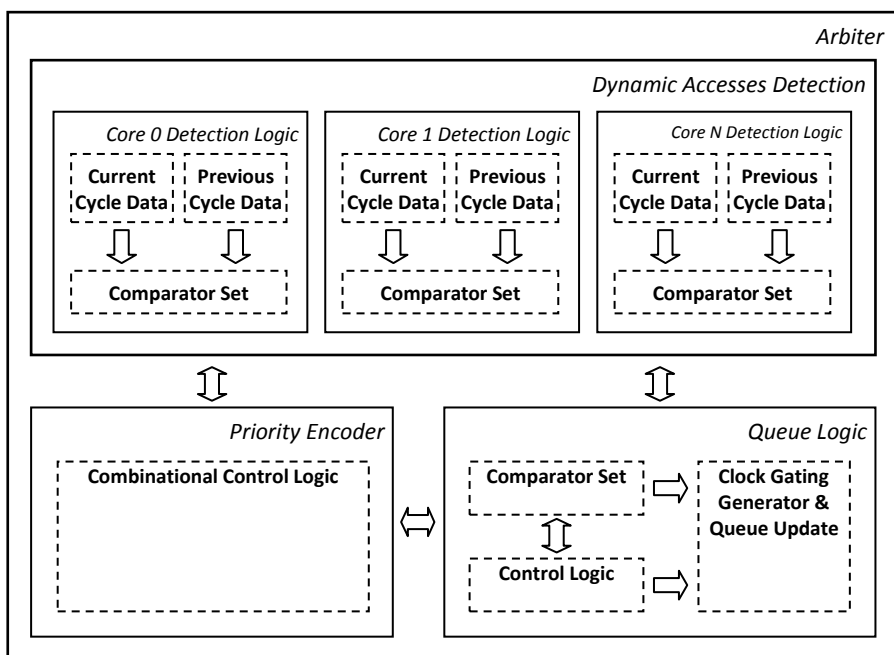 Arbiter
Dynamic Accesses Detection
Core 0 Detection Logic
Current
Cycle Data
Previous
Cycle Data
Comparator Set
Core 1 Detection Logic
Current
Cycle Data
Previous
Cycle Data
Comparator Set
Core N Detection Logic
Current
Cycle Data
Previous
Cycle Data
Comparator Set
Priority Encoder
Combinational Control Logic
Queue Logic
Comparator Set
Control Logic
Clock Gating
Generator &
Queue Update